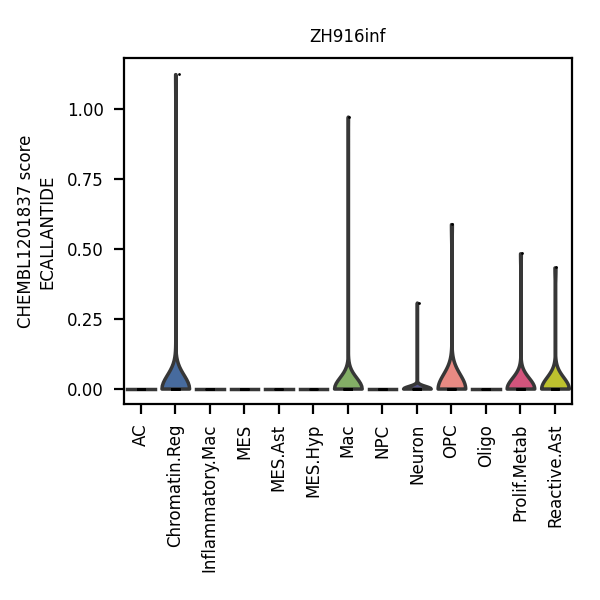 ZH916inf
CHEMBL1201837 score
ECALLANTIDE
1.00
0.75
0.50
0.25
0.00
AC
Chromatin.Reg
Inflammatory.Mac
MES
MES.Ast
MES.Hyp
Mac
NPC
Neuron
OPC
Oligo
Prolif.Metab
Reactive.Ast